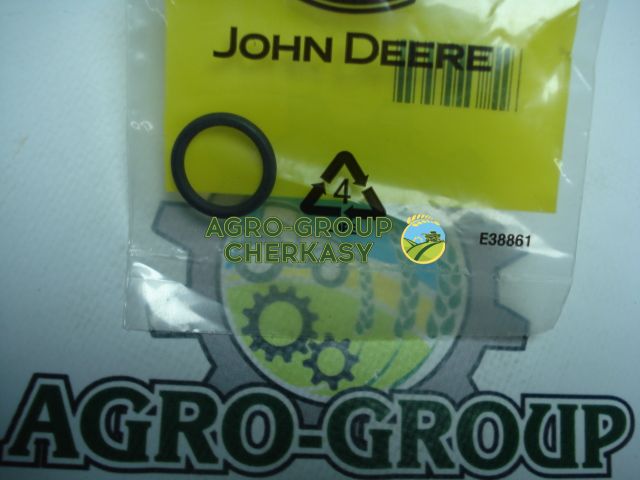 JOHN DEERE
4
AGRO-GROUP
CHERKASY
E38861
AGRO-GROUP